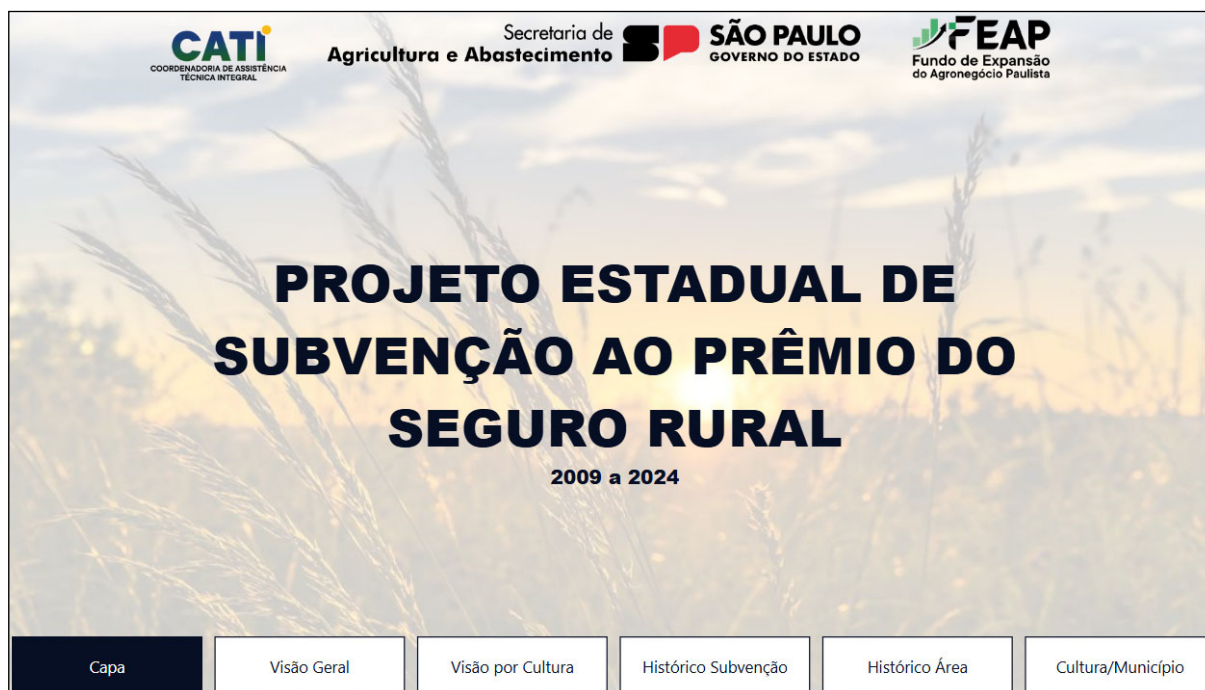 CATI
COORDENADORIA DE ASSISTÊNCIA
TÉCNICA INTEGRAL
Secretaria de
Agricultura e Abastecimento
SÃO PAULO
GOVERNO DO ESTADO
FEAP
Fundo de Expansão
do Agronegócio Paulista
PROJETO ESTADUAL DE
SUBVENÇÃO AO PRÊMIO DO
SEGURO RURAL
2009 a 2024
Capa
Visão Geral
Visão por Cultura
Histórico Subvenção
Histórico Área
Cultura/Município